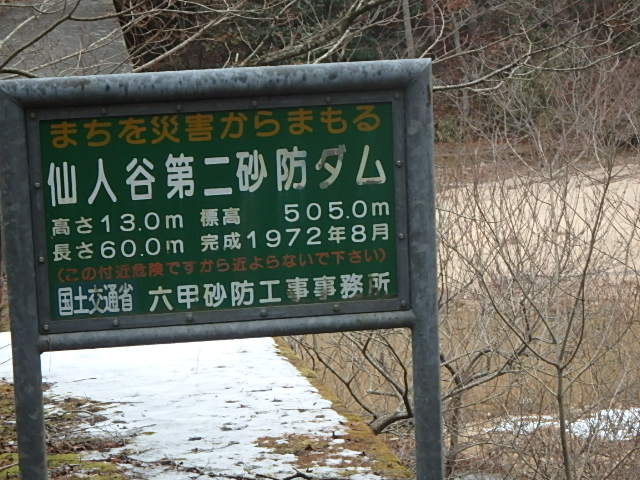 まちを災害からまもる
仙人谷第二砂防ダム
高さ13.0m 標高 505.0m
長さ60.0m 完成1972年8月
(この付近危険ですから近よらないで下さい)
国土交通省 六甲砂防工事事務所